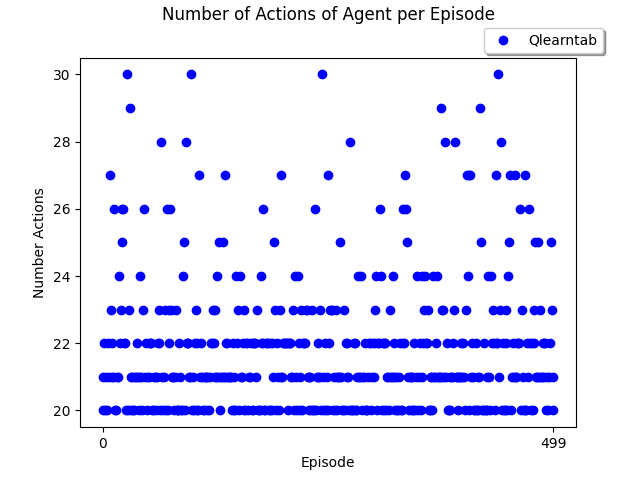 Number of Actions of Agent per Episode
Qlearntab
30
28
26
24
22
20
Number Actions
0
499
Episode